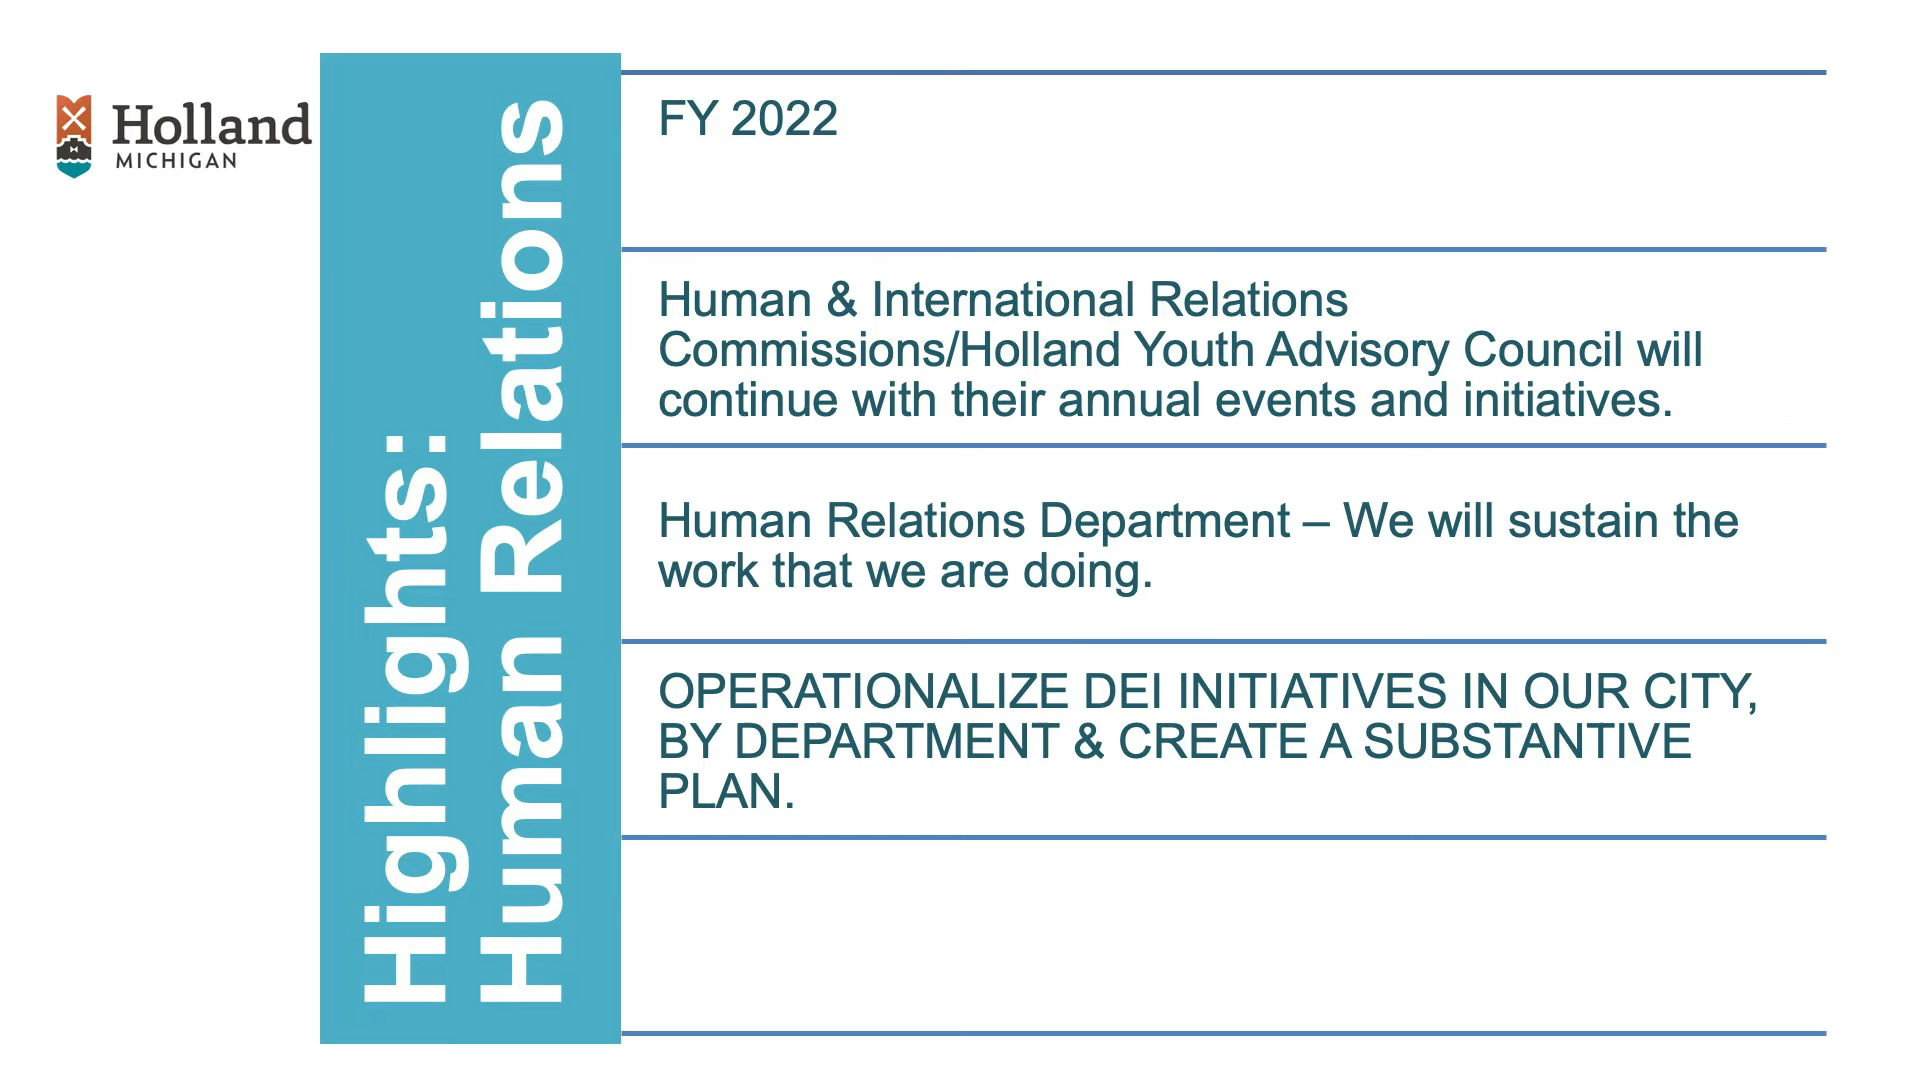 Holland
MICHIGAN
Highlights:
Human Relations
FY 2022
Human & International Relations
Commissions/Holland Youth Advisory Council will
continue with their annual events and initiatives.
Human Relations Department – We will sustain the
work that we are doing.
OPERATIONALIZE DEI INITIATIVES IN OUR CITY,
BY DEPARTMENT & CREATE A SUBSTANTIVE
PLAN.